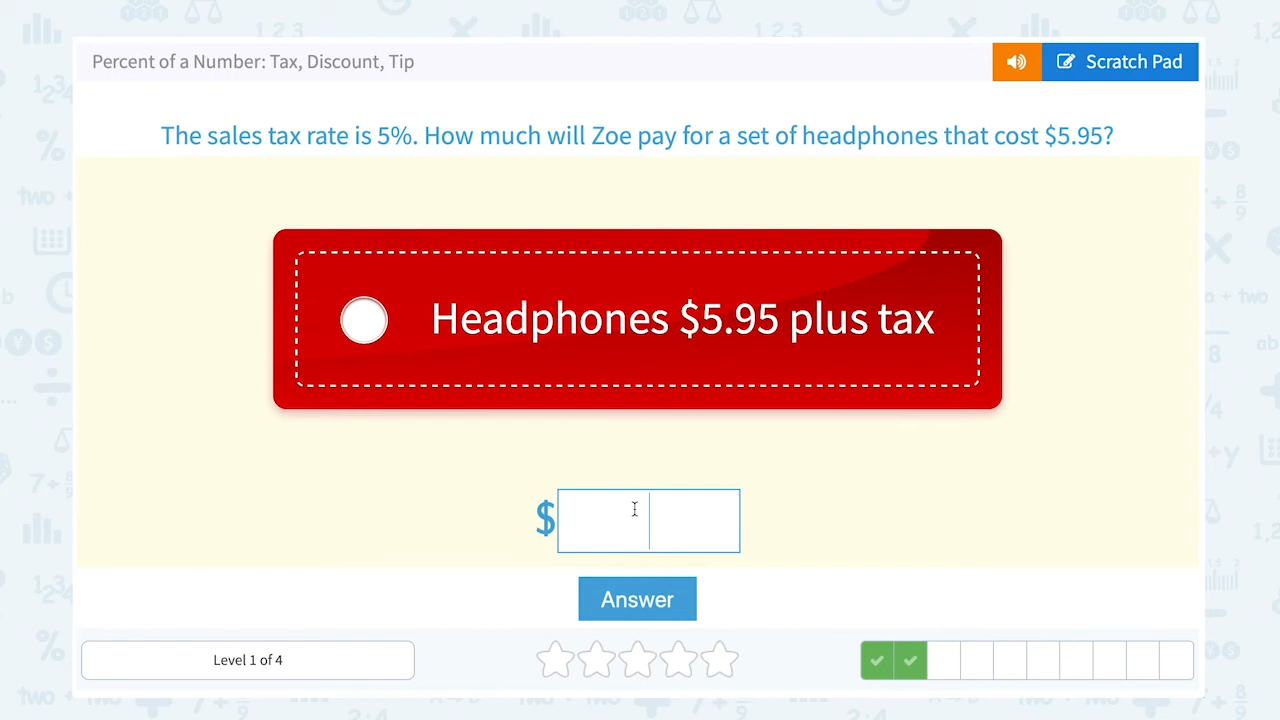 Percent of a Number: Tax, Discount, Tip
Scratch Pad
The sales tax rate is 5%. How much will Zoe pay for a set of headphones that cost $5.95?
Headphones $5.95 plus tax
$
Answer
Level 1 of 4